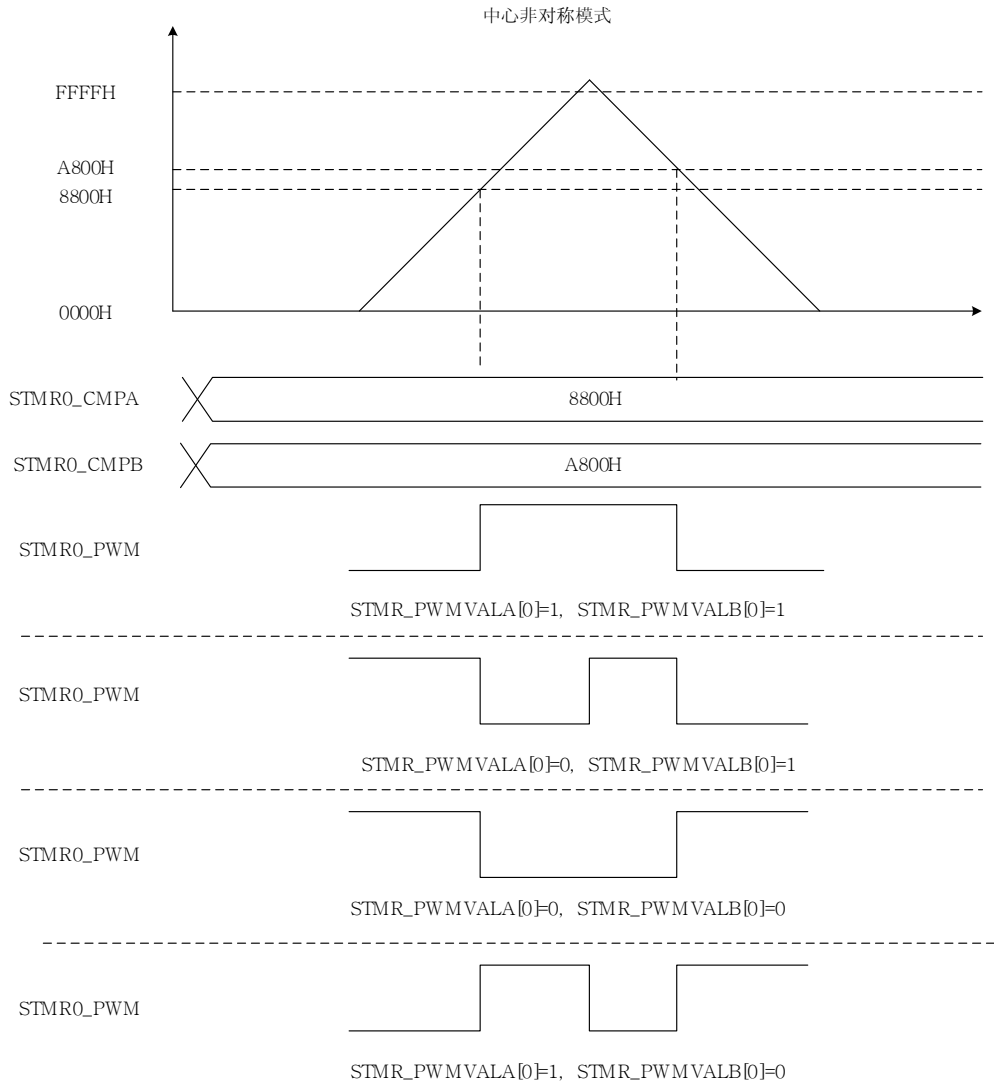 中心非对称模式
FFFFH
A800H
8800H
0000H
STMR0_CMPA 8800H
STMR0_CMPB A800H
STMR0_PWM
STMR_PWMVALA[0]=1, STMR_PWMVALB[0]=1
STMR0_PWM
STMR_PWMVALA[0]=0, STMR_PWMVALB[0]=1
STMR0_PWM
STMR_PWMVALA[0]=0, STMR_PWMVALB[0]=0
STMR0_PWM
STMR_PWMVALA[0]=1, STMR_PWMVALB[0]=0